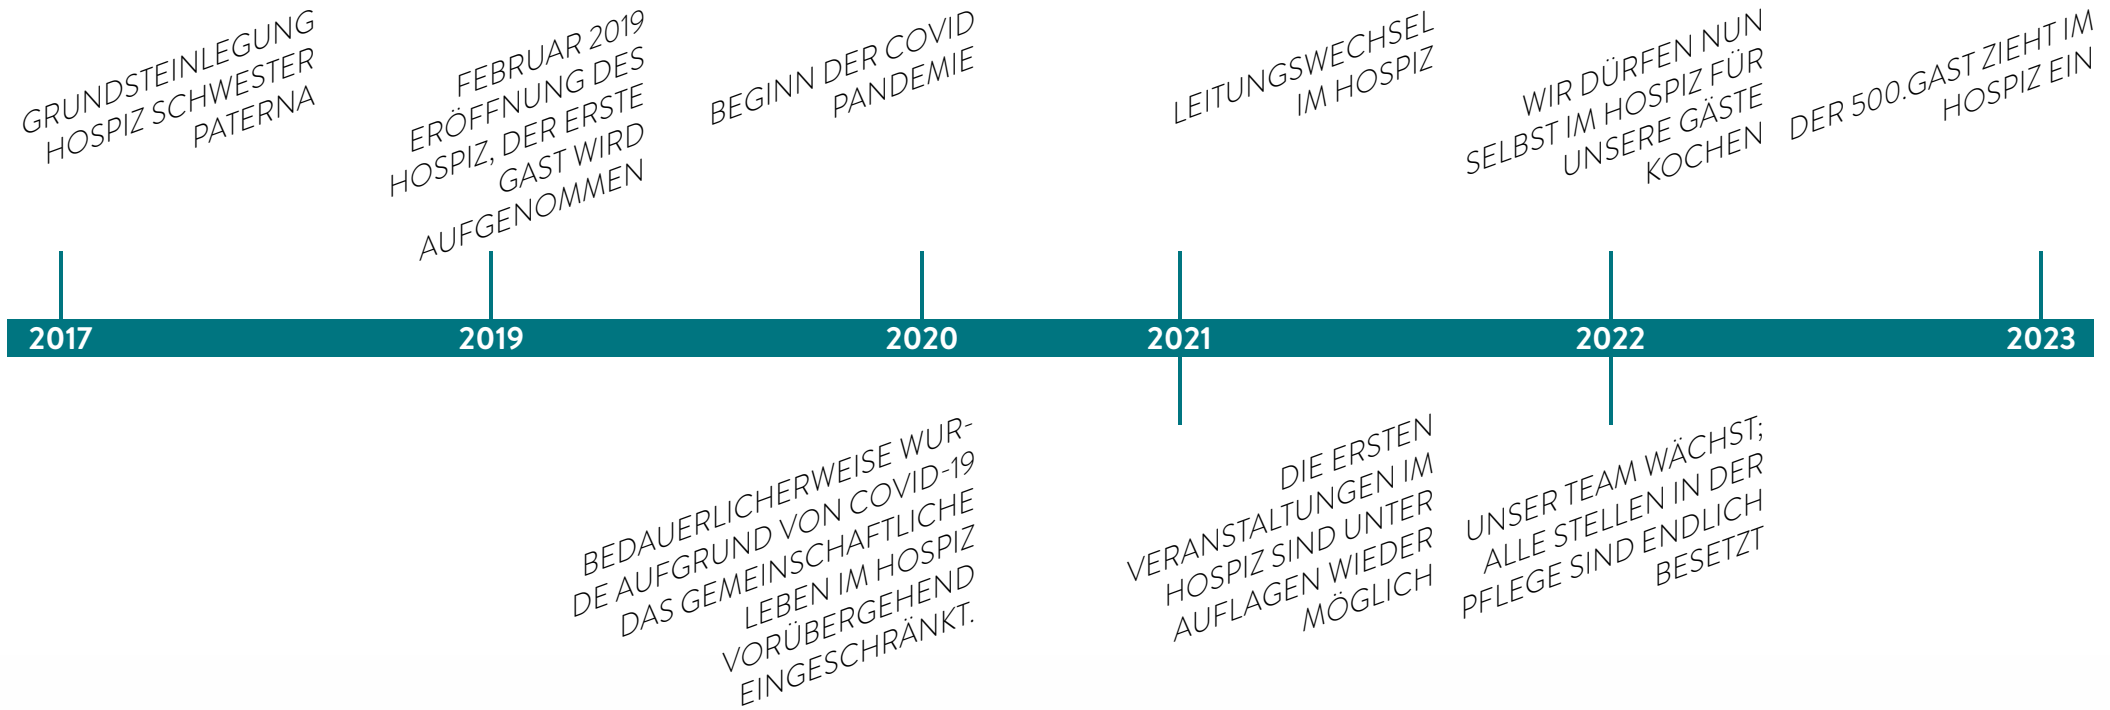 GRUNDSTEINLEGUNG
HOSPIZ SCHWESTER
PATERNA
FEBRUAR 2019
ERÖFFNUNG DES
HOSPIZ, DER ERSTE
GAST WIRD
AUFGENOMMEN
BEGINN DER COVID
PANDEMIE
LEITUNGSWECHSEL
IM HOSPIZ
WIR DÜRFEN NUN
SELBST IM HOSPIZ FÜR
UNSERE GÄSTE
KOCHEN
DER 500.GAST ZIEHT IM
HOSPIZ EIN
2017
2019
2020
2021
2022
2023
BEDAUERLICHERWEISE WUR-
DE AUFGRUND VON COVID-19
DAS GEMEINSCHAFTLICHE
LEBEN IM HOSPIZ
VORÜBERGEHEND
EINGESCHRÄNKT.
DIE ERSTEN
VERANSTALTUNGEN IM
HOSPIZ SIND UNTER
AUFLAGEN WIEDER
MÖGLICH
UNSER TEAM WÄCHST;
ALLE STELLEN IN DER
PFLEGE SIND ENDLICH
BESETZT